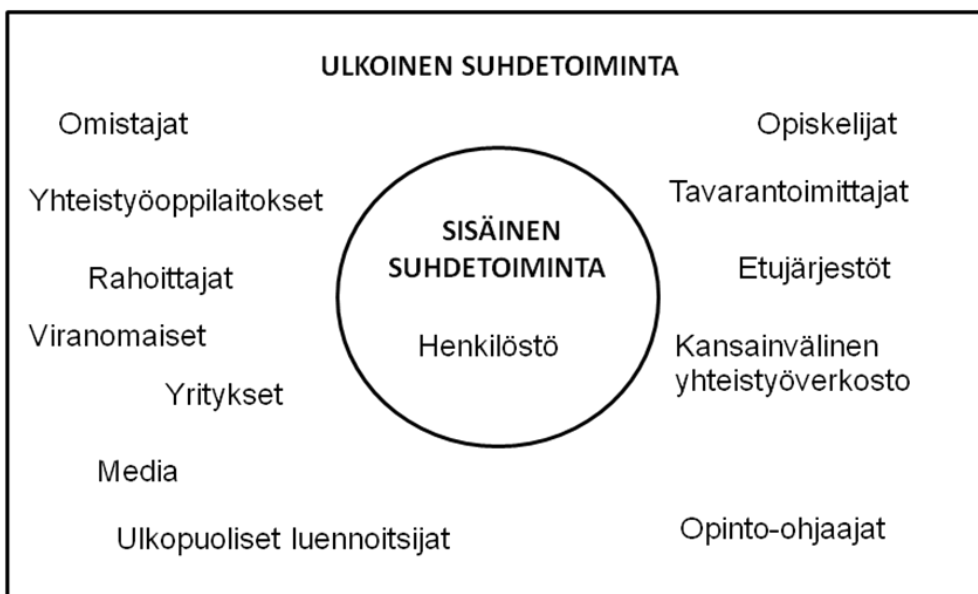 ULKOINEN SUHDETOIMINTA
Omistajat
Opiskelijat
Yhteistyöoppilaitokset
Tavarantoimittajat
SISÄINEN
SUHDETOIMINTA
Rahoittajat
Etujärjestöt
Viranomaiset
Henkilöstö
Kansainvälinen
yhteistyöverkosto
Yritykset
Media
Ulkopuoliset luennoitsijat
Opinto-ohjaajat